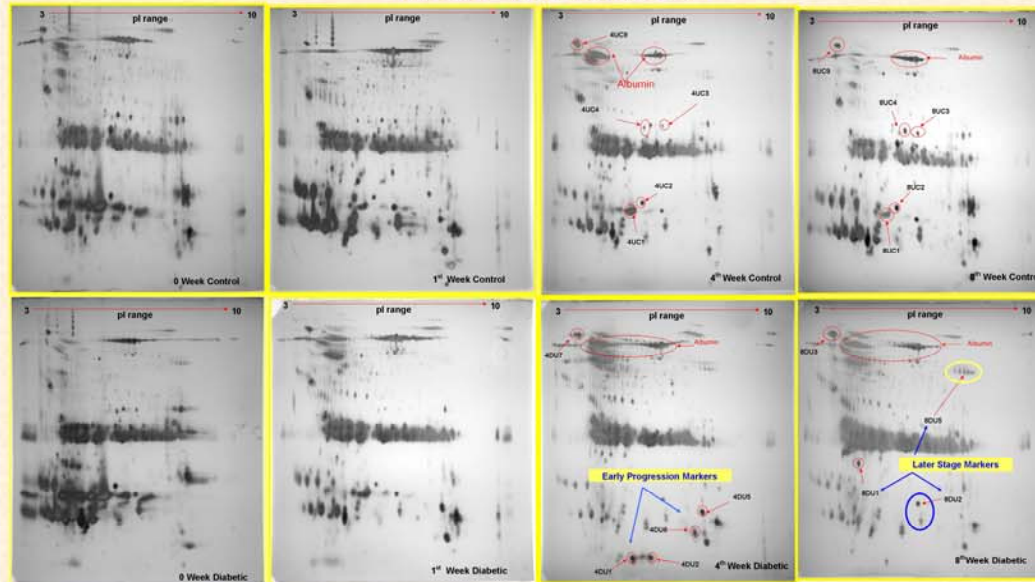 3 10
pI range
0 Week Control
3 10
pI range
1st Week Control
3 10
pI range
4UC9
Albumin
4UC4
4UC3
4UC2
4UC1
4th Week Control
3 10
pI range
8UC9
Albumin
8UC4
8UC3
8UC2
8UC1
8th Week Control
3 10
pI range
0 Week Diabetic
3 10
pI range
1st Week Diabetic
3 10
pI range
4DU7
Albumin
Early Progression Markers
4DU5
4DU6
4DU1
4DU2
4th Week Diabetic
3 10
pI range
8DU3
Albumin
8DU5
Later Stage Markers
8DU1
8DU2
8th Week Diabetic